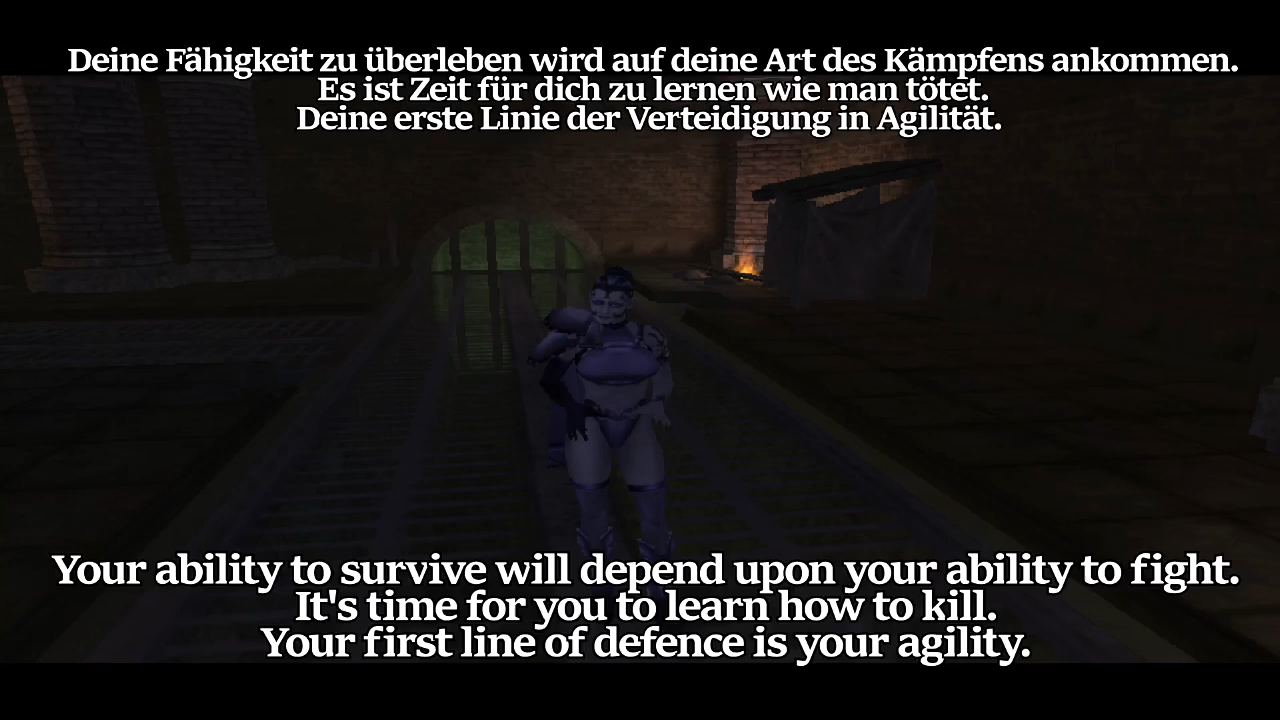 Deine Fähigkeit zu überleben wird auf deine Art des Kämpfens ankommen.
Es ist Zeit für dich zu lernen wie man tötet.
Deine erste Linie der Verteidigung in Agilität.
Your ability to survive will depend upon your ability to fight.
It's time for you to learn how to kill.
Your first line of defence is your agility.